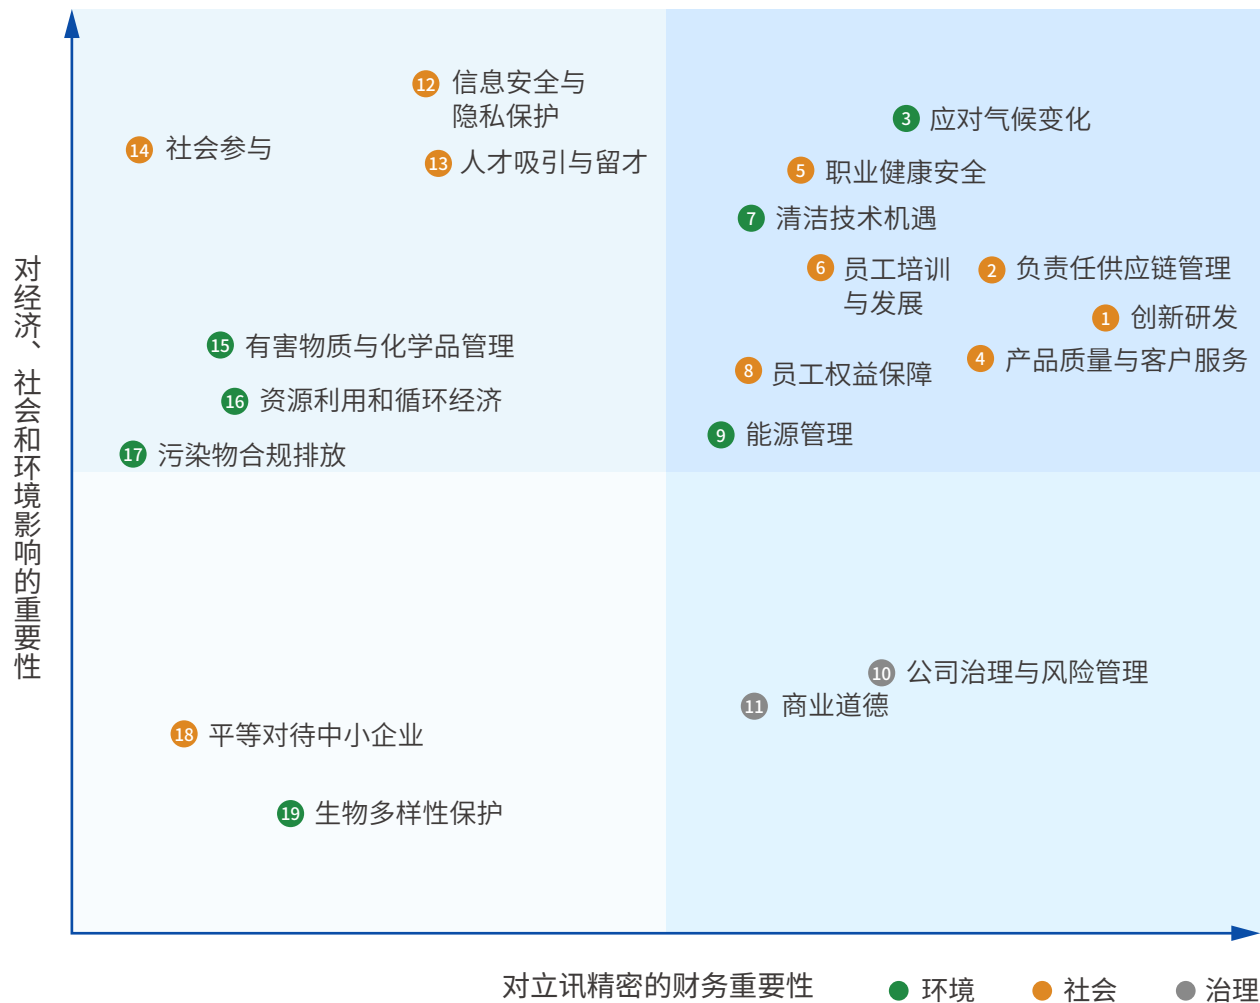 12 信息安全与
隐私保护
3 应对气候变化
14 社会参与
13 人才吸引与留才
5 职业健康安全
7 清洁技术机遇
6 员工培训
与发展
2 负责任供应链管理
1 创新研发
15 有害物质与化学品管理
4 产品质量与客户服务
8 员工权益保障
16 资源利用和循环经济
9 能源管理
17 污染物合规排放
对经济、社会和环境影响的重要性
10 公司治理与风险管理
11 商业道德
18 平等对待中小企业
19 生物多样性保护
对立讯精密的财务重要性
环境
社会
治理